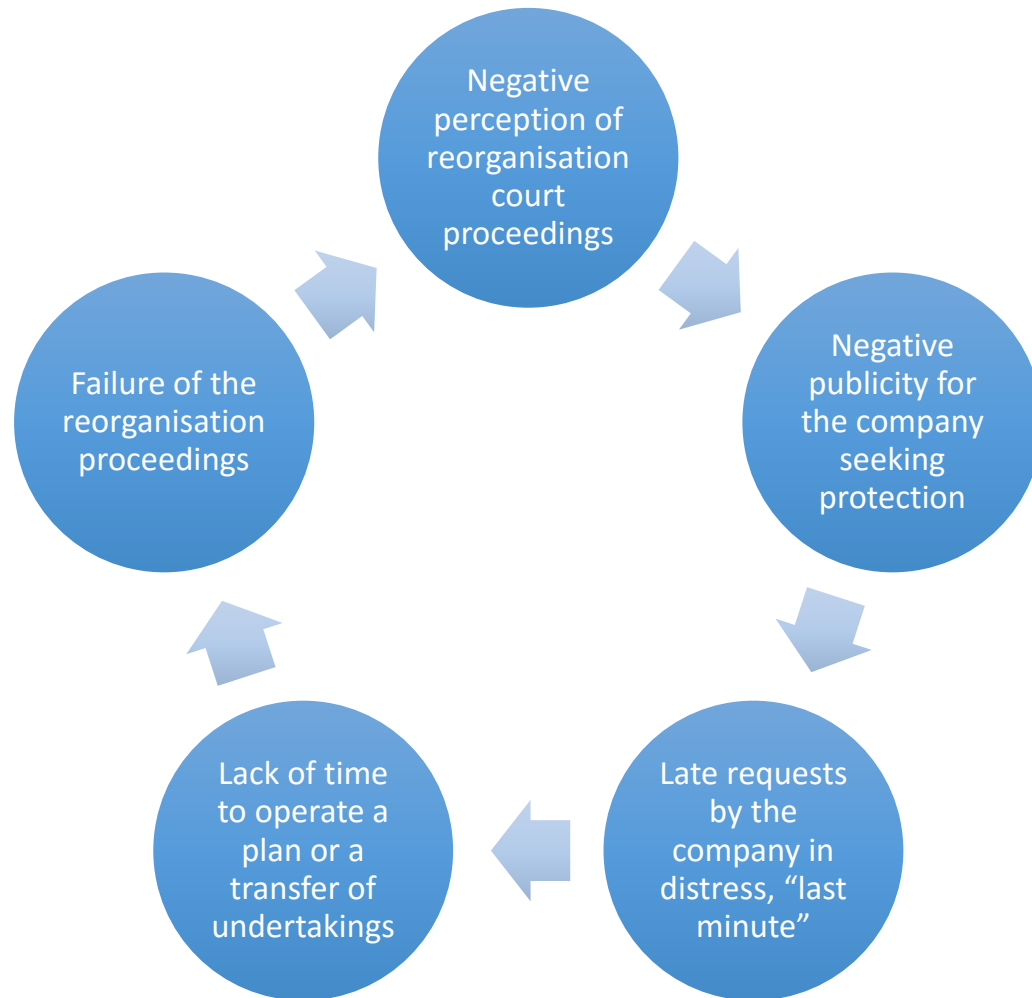 Negative
perception of
reorganisation
court
proceedings
Negative
publicity for
the company
seeking
protection
Late requests
by the
company in
distress, “last
minute”
Lack of time
to operate a
plan or a
transfer of
undertakings
Failure of the
reorganisation
proceedings